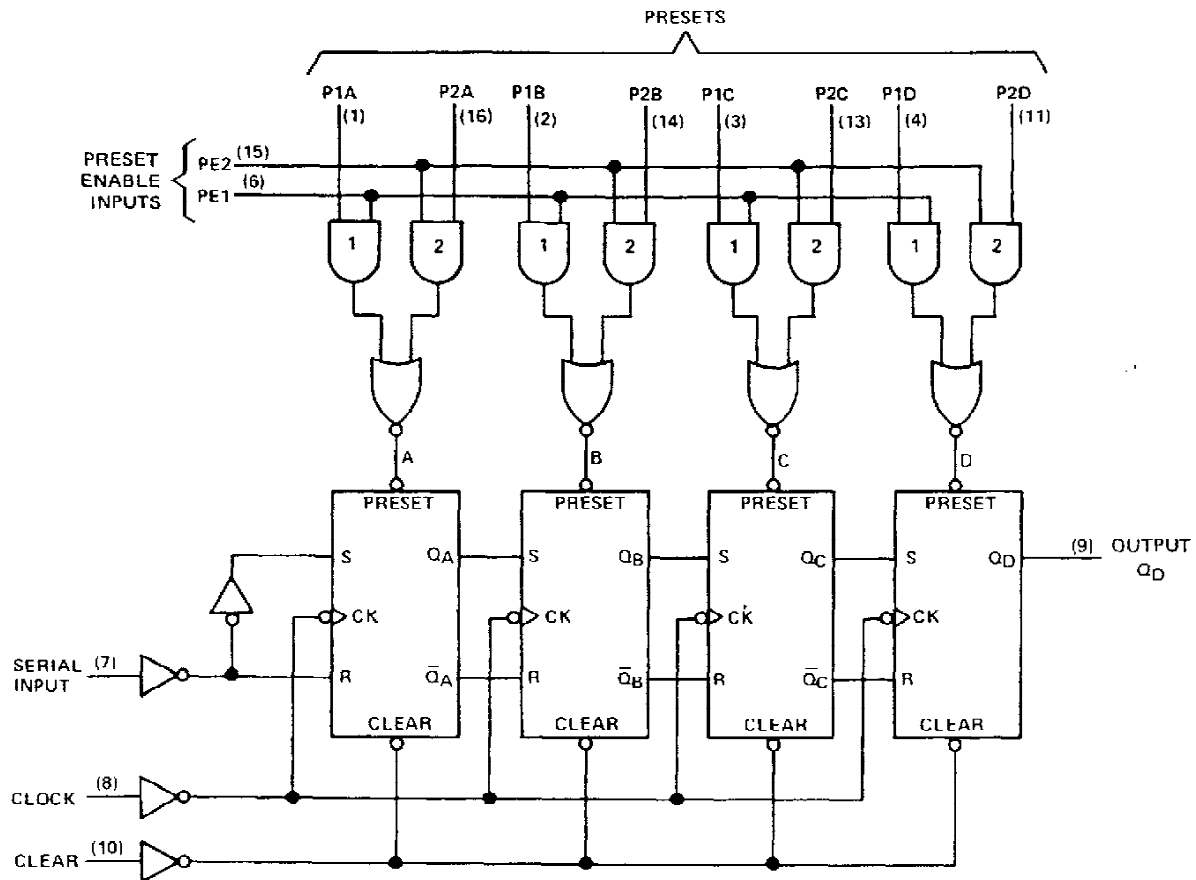 PRESETS
P1A P2A P1B P2B P1C P2C P1D P2D
(1) (16) (2) (14) (3) (13) (4) (11)
PRESET
ENABLE
INPUTS
PE2 (15)
PE1 (6)
1 2 1 2 1 2 1 2
A B C D
PRESET PRESET PRESET PRESET
S QA S QB S QC S QD (9) OUTPUT
QD
CK CK CK CK
SERIAL
INPUT
(7)
R Q̅A R Q̅B R Q̅C R
CLEAR CLEAR CLEAR CLEAR
CLOCK (8)
CLEAR (10)